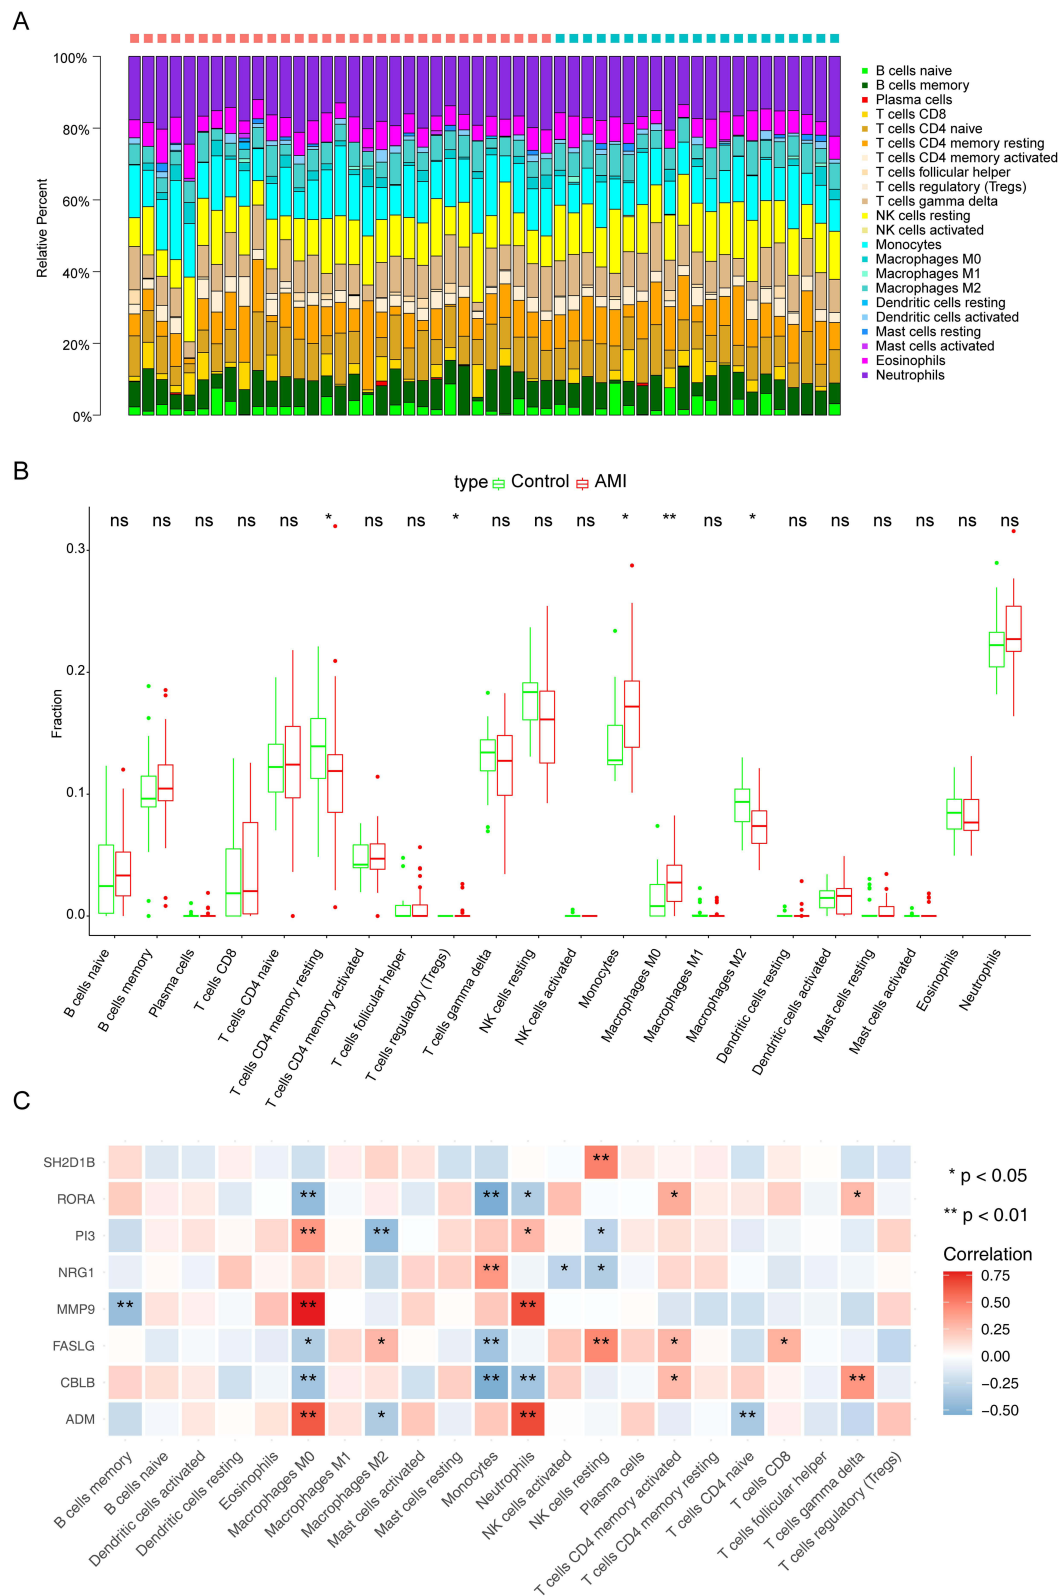 A
100%
80%
60%
40%
20%
0%
Relative Percent
B cells naive
B cells memory
Plasma cells
T cells CD8
T cells CD4 naive
T cells CD4 memory resting
T cells CD4 memory activated
T cells follicular helper
T cells regulatory (Tregs)
T cells gamma delta
NK cells resting
NK cells activated
Monocytes
Macrophages M0
Macrophages M1
Macrophages M2
Dendritic cells resting
Dendritic cells activated
Mast cells resting
Mast cells activated
Eosinophils
Neutrophils
B
type Control AMI
ns ns ns ns ns * ns ns * ns ns ns * ** ns * ns ns ns ns ns ns
0.3
0.2
0.1
0.0
Fraction
B cells naive
B cells memory
Plasma cells
T cells CD8
T cells CD4 naive
T cells CD4 memory resting
T cells CD4 memory activated
T cells follicular helper
T cells regulatory (Tregs)
T cells gamma delta
NK cells resting
NK cells activated
Monocytes
Macrophages M0
Macrophages M1
Macrophages M2
Dendritic cells resting
Dendritic cells activated
Mast cells resting
Mast cells activated
Eosinophils
Neutrophils
C
SH2D1B **
RORA ** ** * * *
PI3 ** ** * *
NRG1 ** * *
MMP9 ** ** **
FASLG * * ** ** * *
CBLB ** ** ** * **
ADM ** * ** **
B cells memory
B cells naive
Dendritic cells activated
Dendritic cells resting
Eosinophils
Macrophages M0
Macrophages M1
Macrophages M2
Mast cells activated
Mast cells resting
Monocytes
Neutrophils
NK cells activated
NK cells resting
Plasma cells
T cells CD4 memory activated
T cells CD4 memory resting
T cells CD4 naive
T cells CD8
T cells follicular helper
T cells gamma delta
T cells regulatory (Tregs)
* p < 0.05
** p < 0.01
Correlation
0.75
0.50
0.25
0.00
−0.25
−0.50